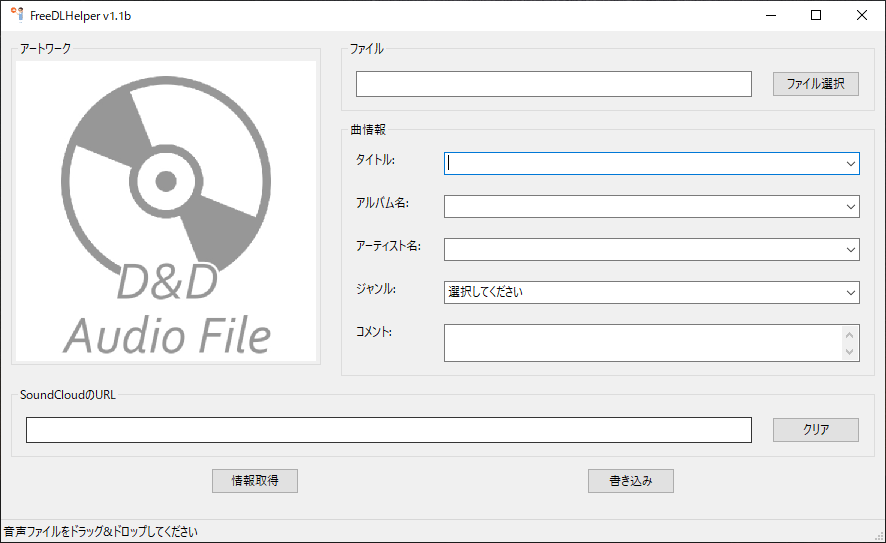 FreeDLHelper v1.1b
アートワーク
D&D
Audio File
ファイル
ファイル選択
曲情報
タイトル:
アルバム名:
アーティスト名:
ジャンル:
選択してください
コメント:
SoundCloudのURL
クリア
情報取得
書き込み
音声ファイルをドラッグ&ドロップしてください